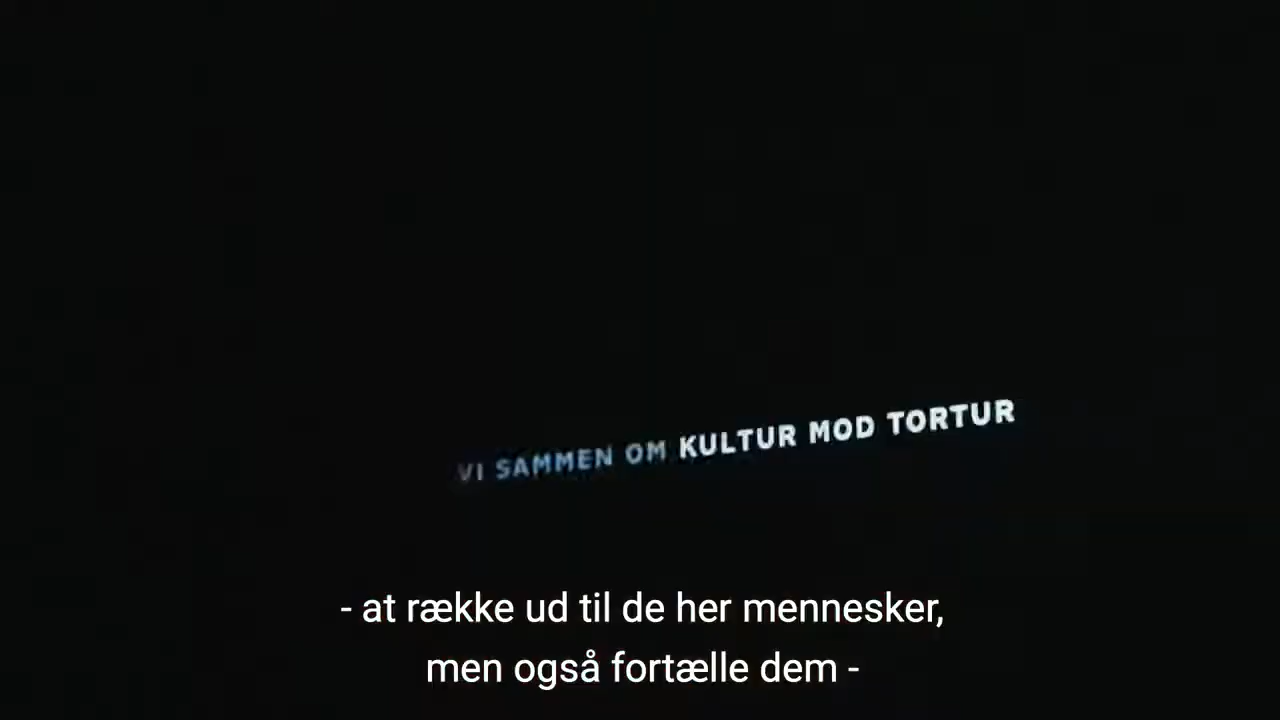 VI SAMMEN OM KULTUR MOD TORTUR
- at række ud til de her mennesker,
men også fortælle dem -